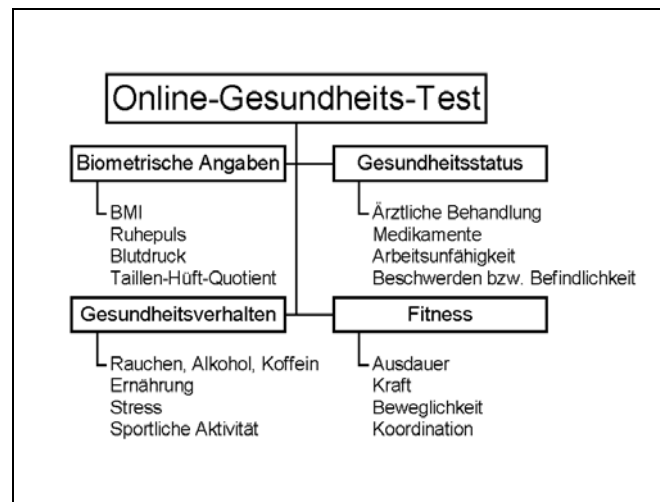 Online-Gesundheits-Test
Biometrische Angaben
BMI
Ruhepuls
Blutdruck
Taillen-Hüft-Quotient
Gesundheitsstatus
Ärztliche Behandlung
Medikamente
Arbeitsunfähigkeit
Beschwerden bzw. Befindlichkeit
Gesundheitsverhalten
Rauchen, Alkohol, Koffein
Ernährung
Stress
Sportliche Aktivität
Fitness
Ausdauer
Kraft
Beweglichkeit
Koordination